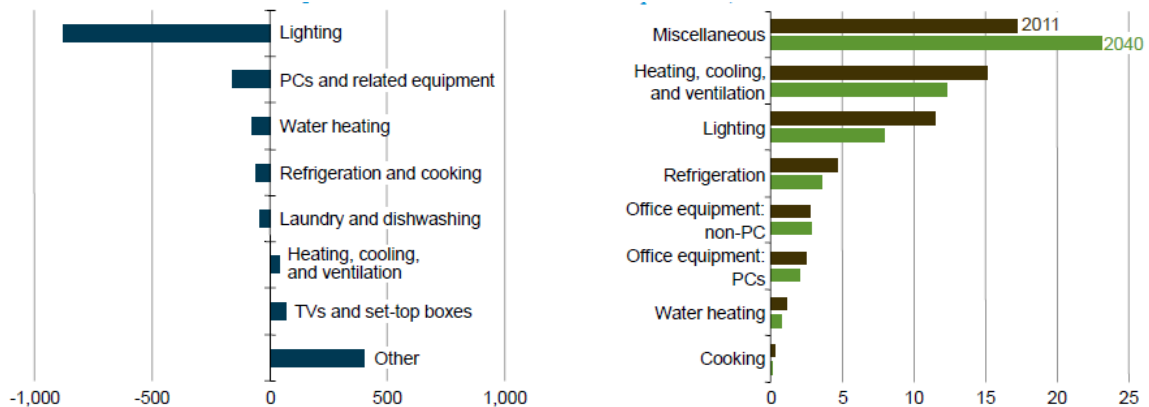 Lighting
PCs and related equipment
Water heating
Refrigeration and cooking
Laundry and dishwashing
Heating, cooling,
and ventilation
TVs and set-top boxes
Other
-1,000 -500 0 500 1,000
2011
2040
Miscellaneous
Heating, cooling,
and ventilation
Lighting
Refrigeration
Office equipment:
non-PC
Office equipment:
PCs
Water heating
Cooking
0 5 10 15 20 25